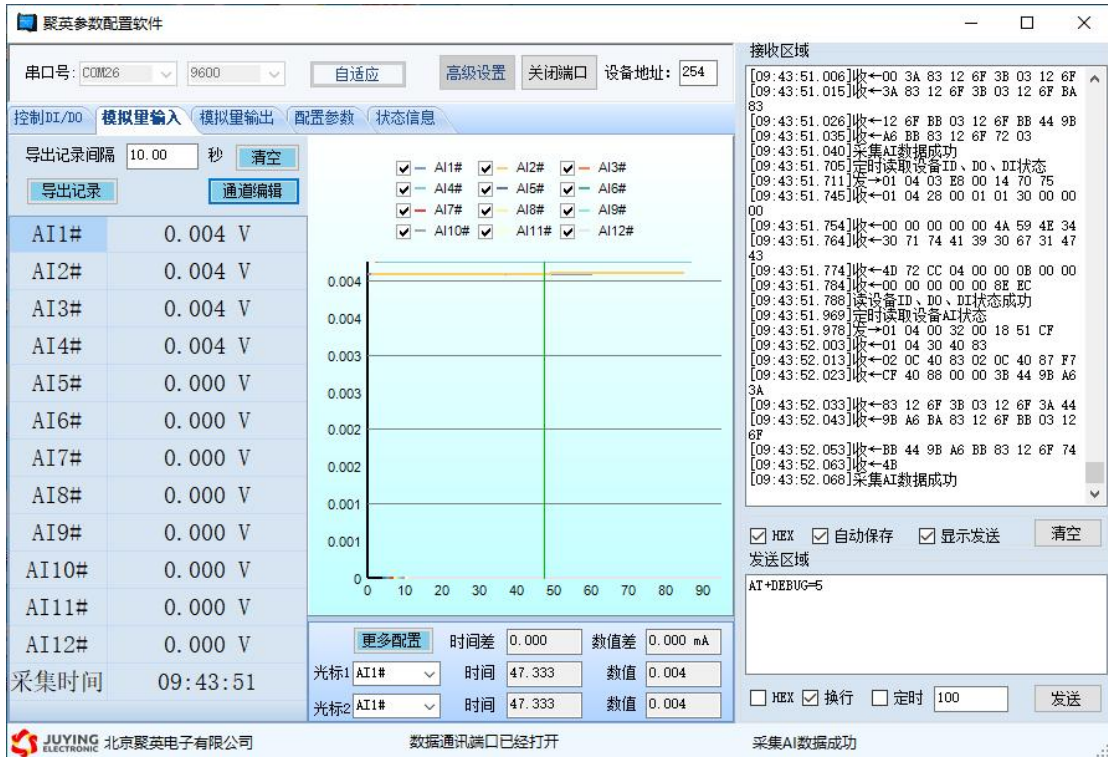 聚英参数配置软件
串口号: COM26 9600 自适应 高级设置 关闭端口 设备地址: 254
控制DI/DO 模拟量输入 模拟量输出 配置参数 状态信息
导出记录间隔 10.00 秒 清空
导出记录 通道编辑
AI1# 0.004 V
AI2# 0.004 V
AI3# 0.004 V
AI4# 0.004 V
AI5# 0.000 V
AI6# 0.000 V
AI7# 0.000 V
AI8# 0.000 V
AI9# 0.000 V
AI10# 0.000 V
AI11# 0.000 V
AI12# 0.000 V
采集时间 09:43:51
AI1# AI2# AI3#
AI4# AI5# AI6#
AI7# AI8# AI9#
AI10# AI11# AI12#
0.004
0.004
0.003
0.003
0.002
0.002
0.001
0.001
0
0 10 20 30 40 50 60 70 80 90
更多配置 时间差 0.000 数值差 0.000 mA
光标1 AI1# 时间 47.333 数值 0.004
光标2 AI1# 时间 47.333 数值 0.004
接收区域
[09:43:51.006]收←00 3A 83 12 6F 3B 03 12 6F
[09:43:51.015]收←3A 83 12 6F 3B 03 12 6F BA
83
[09:43:51.026]收←12 6F BB 03 12 6F BB 44 9B
[09:43:51.035]收←A6 BB 83 12 6F 72 03
[09:43:51.040]采集AI数据成功
[09:43:51.705]定时读取设备ID、DO、DI状态
[09:43:51.711]发→01 04 03 E8 00 14 70 75
[09:43:51.745]收←01 04 28 00 01 01 30 00 00
00
[09:43:51.754]收←00 00 00 00 00 4A 59 4E 34
[09:43:51.764]收←30 71 74 41 39 30 67 31 47
43
[09:43:51.774]收←4D 72 CC 04 00 00 0B 00 00
[09:43:51.784]收←00 00 00 00 00 8E EC
[09:43:51.788]读设备ID、DO、DI状态成功
[09:43:51.969]定时读取设备AI状态
[09:43:51.978]发→01 04 00 32 00 18 51 CF
[09:43:52.003]收←01 04 30 40 83
[09:43:52.013]收←02 0C 40 83 02 0C 40 87 F7
[09:43:52.023]收←CF 40 88 00 00 3B 44 9B A6
3A
[09:43:52.033]收←83 12 6F 3B 03 12 6F 3A 44
[09:43:52.043]收←9B A6 BA 83 12 6F BB 03 12
6F
[09:43:52.053]收←BB 44 9B A6 BB 83 12 6F 74
[09:43:52.063]收←4B
[09:43:52.068]采集AI数据成功
HEX 自动保存 显示发送 清空
发送区域
AT+DEBUG=5
HEX 换行 定时 100 发送
JUYING ELECTRONIC 北京聚英电子有限公司 数据通讯端口已经打开 采集AI数据成功